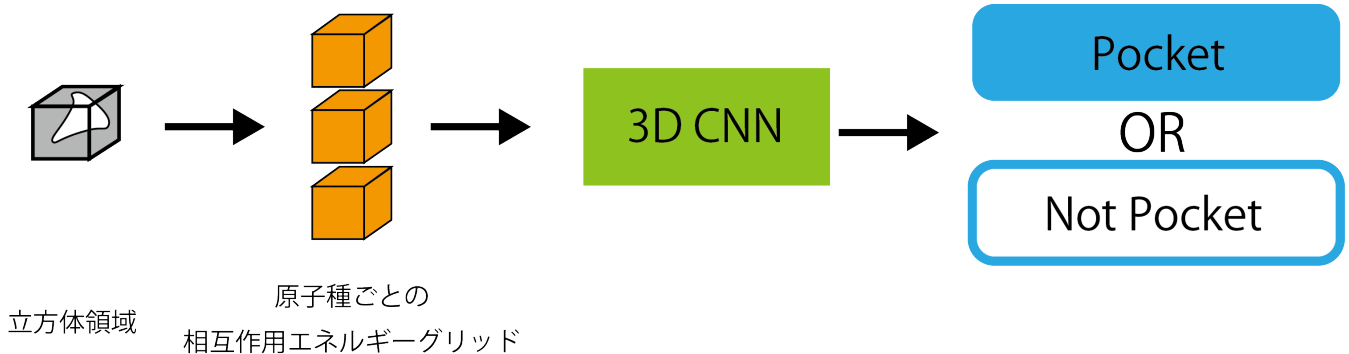 立方体領域
原子種ごとの
相互作用エネルギーグリッド
3D CNN
Pocket
OR
Not Pocket